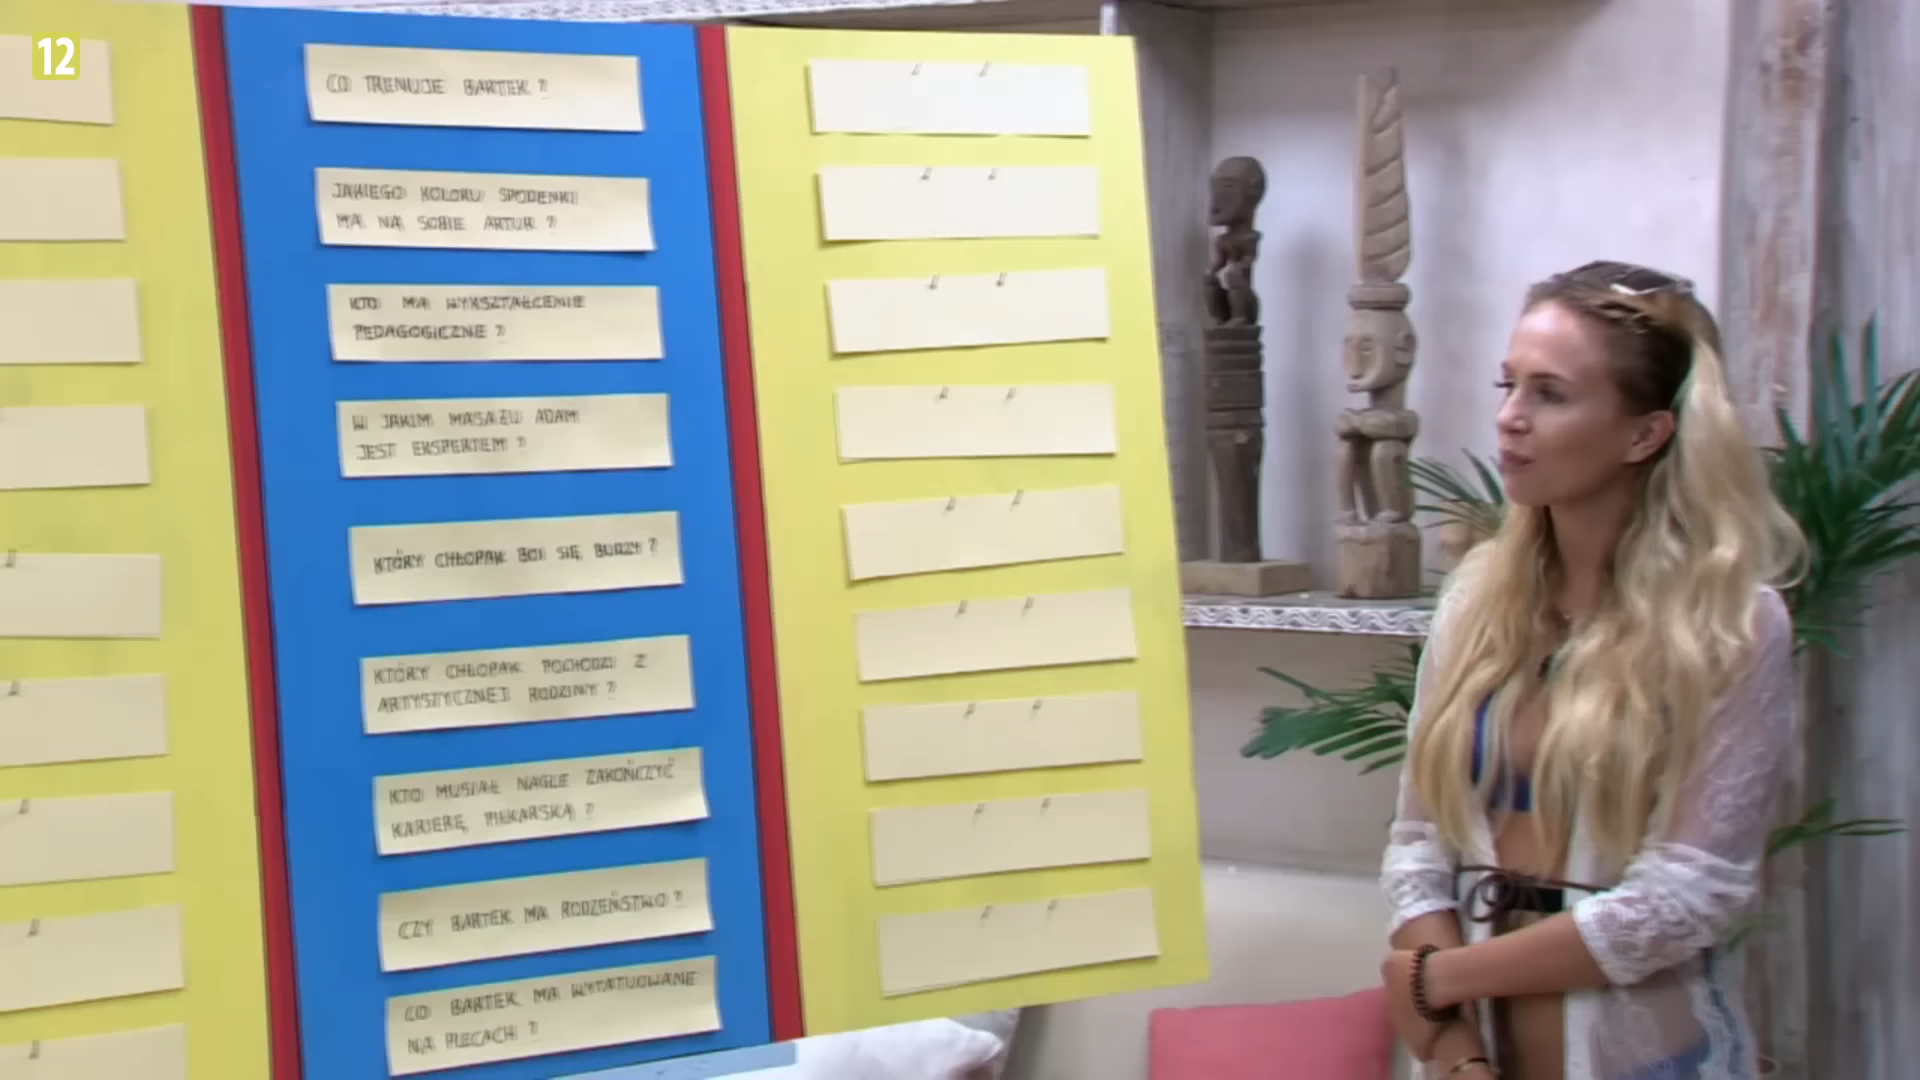 12
CO TRENUJE BARTEK ?
JAKIEGO KOLORU SPODENKI
MA NA SOBIE ARTUR ?
KTO MA WYKSZTAŁCENIE
PEDAGOGICZNE ?
W JAKIM MASAŻU ADAM
JEST EKSPERTEM ?
KTÓRY CHŁOPAK BOI SIĘ BURZY ?
KTÓRY CHŁOPAK POCHODZI Z
ARTYSTYCZNEJ RODZINY ?
KTO MUSIAŁ NAGLE ZAKOŃCZYĆ
KARIERĘ PIŁKARSKĄ ?
CZY BARTEK MA RODZEŃSTWO ?
CO BARTEK MA WYTATUOWANE
NA PLECACH ?